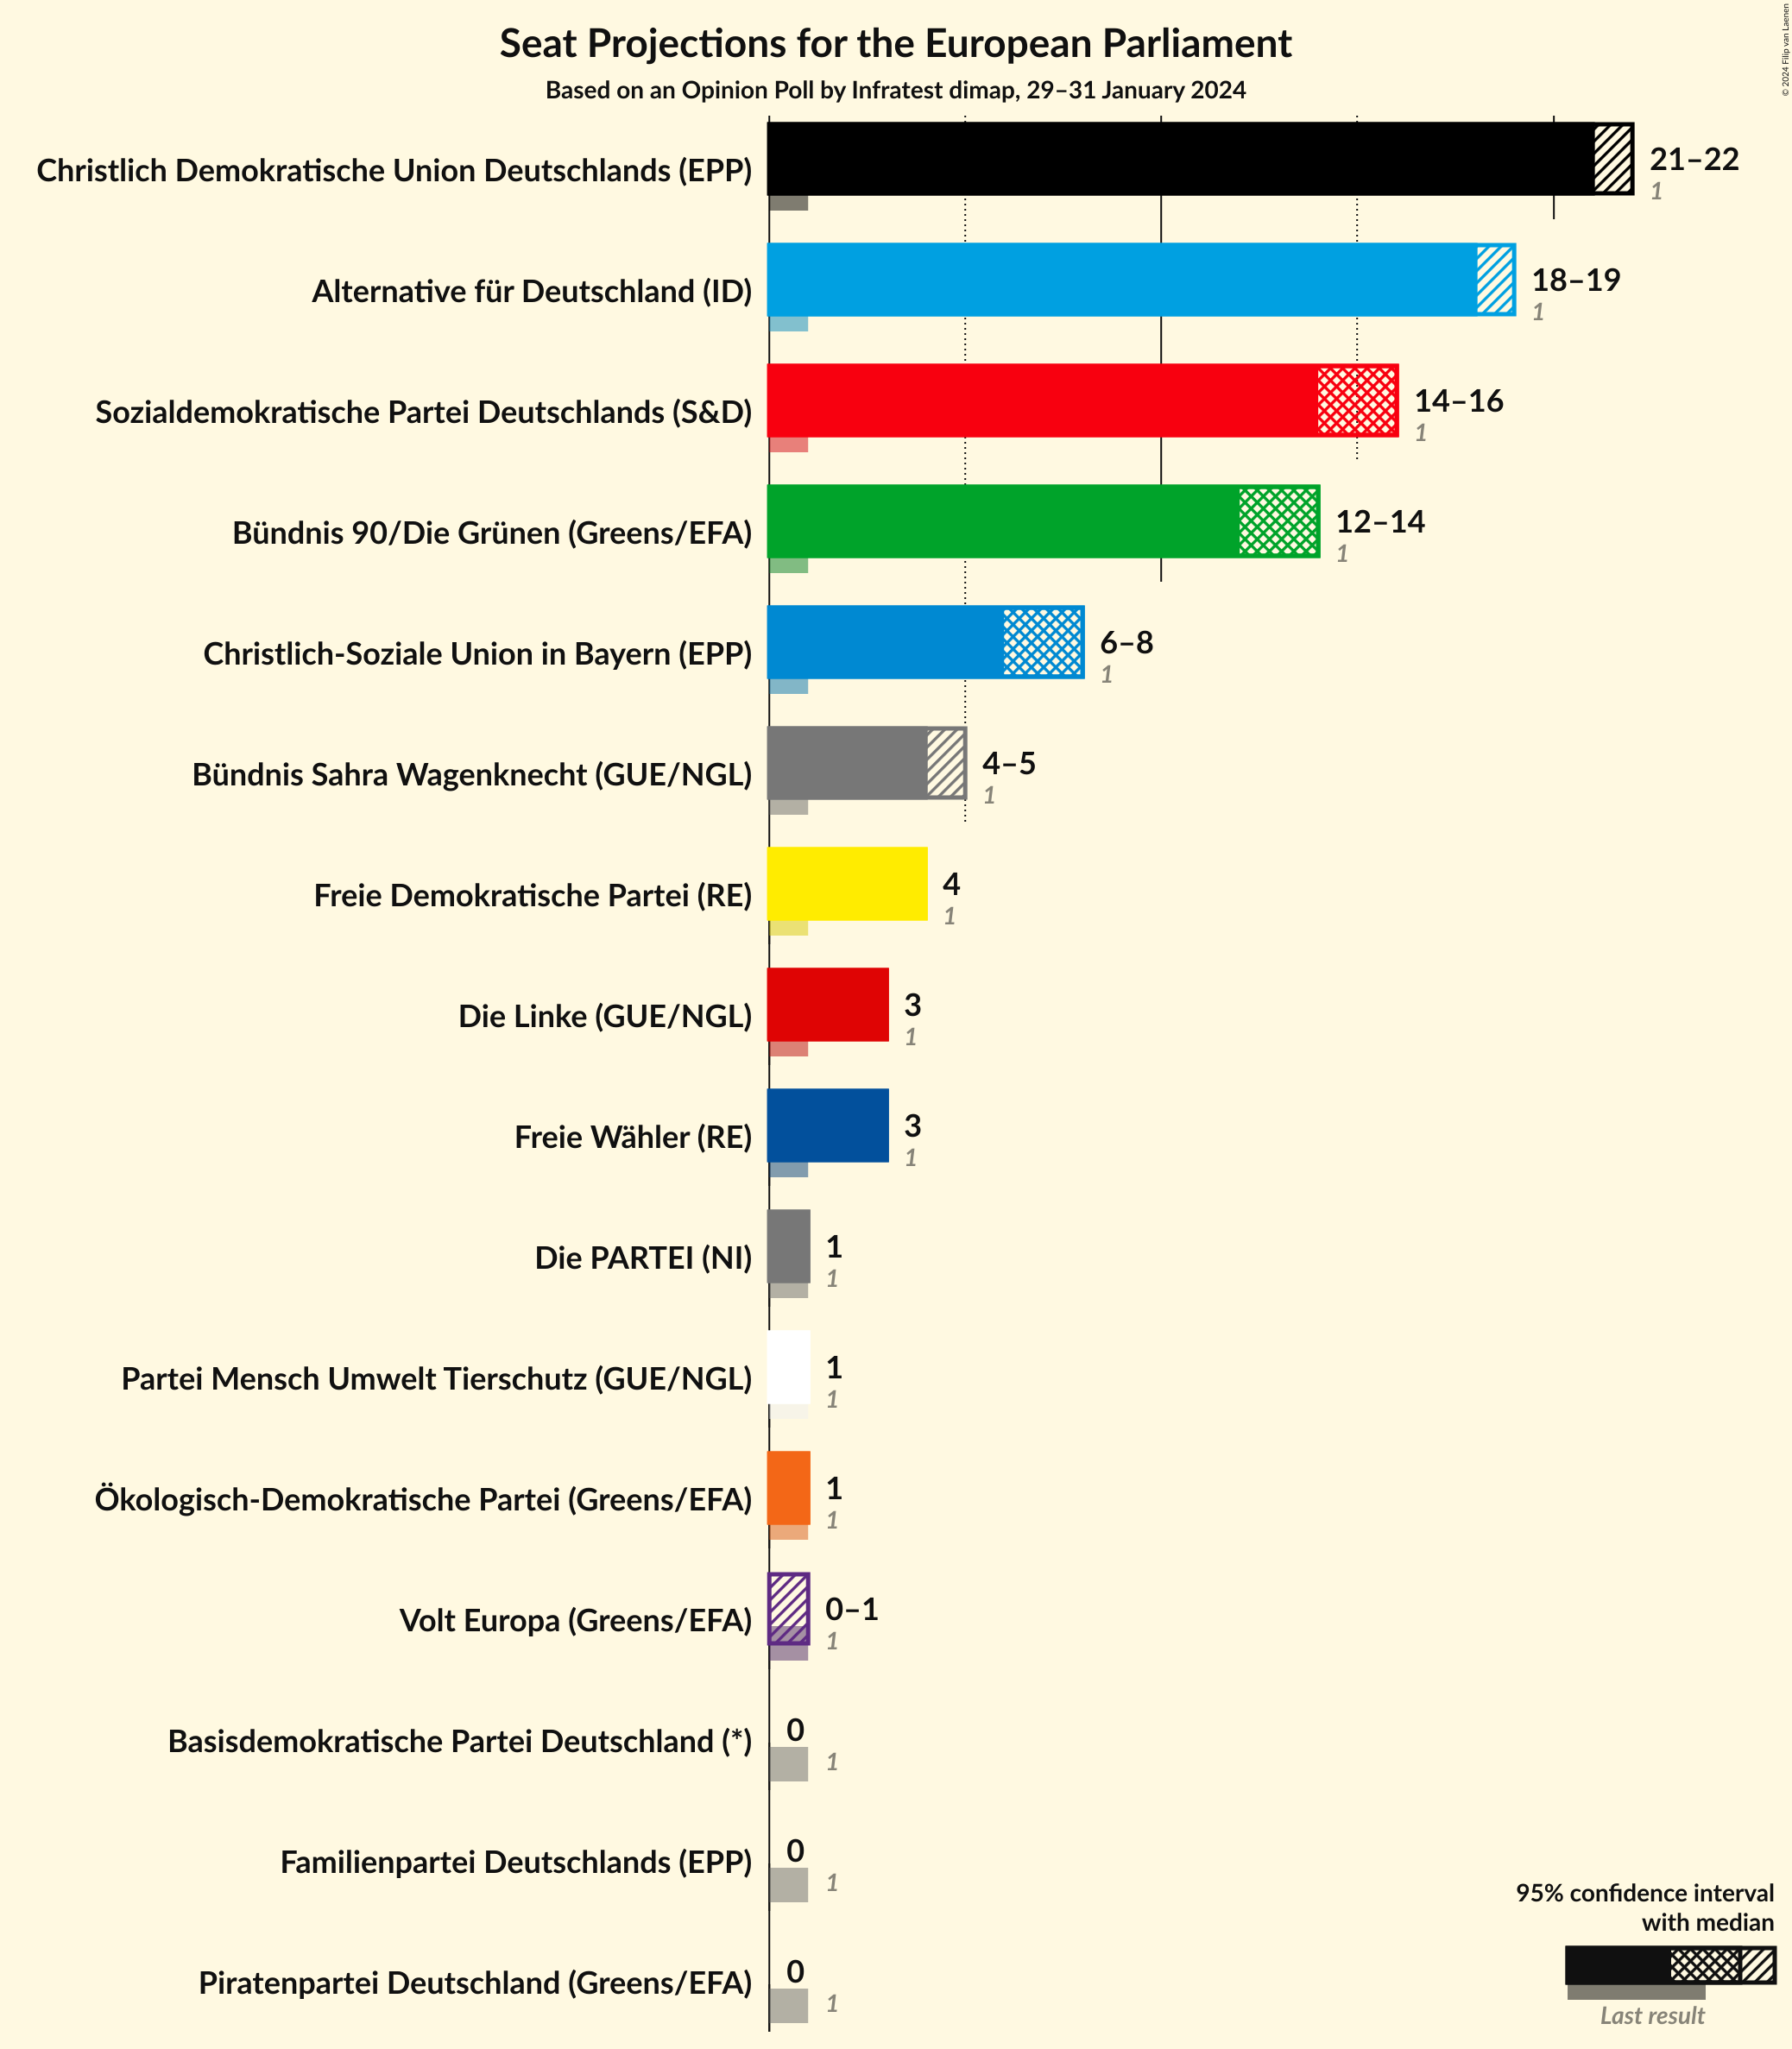 Seat Projections for the European Parliament
Based on an Opinion Poll by Infratest dimap, 29–31 January 2024
© 2024 Filip van Laenen
Christlich Demokratische Union Deutschlands (EPP)
21–22
1
Alternative für Deutschland (ID)
18–19
1
Sozialdemokratische Partei Deutschlands (S&D)
14–16
1
Bündnis 90/Die Grünen (Greens/EFA)
12–14
1
Christlich-Soziale Union in Bayern (EPP)
6–8
1
Bündnis Sahra Wagenknecht (GUE/NGL)
4–5
1
Freie Demokratische Partei (RE)
4
1
Die Linke (GUE/NGL)
3
1
Freie Wähler (RE)
3
1
Die PARTEI (NI)
1
1
Partei Mensch Umwelt Tierschutz (GUE/NGL)
1
1
Ökologisch-Demokratische Partei (Greens/EFA)
1
1
Volt Europa (Greens/EFA)
0–1
1
Basisdemokratische Partei Deutschland (*)
0
1
Familienpartei Deutschlands (EPP)
0
1
Piratenpartei Deutschland (Greens/EFA)
0
1
95% confidence interval
with median
Last result